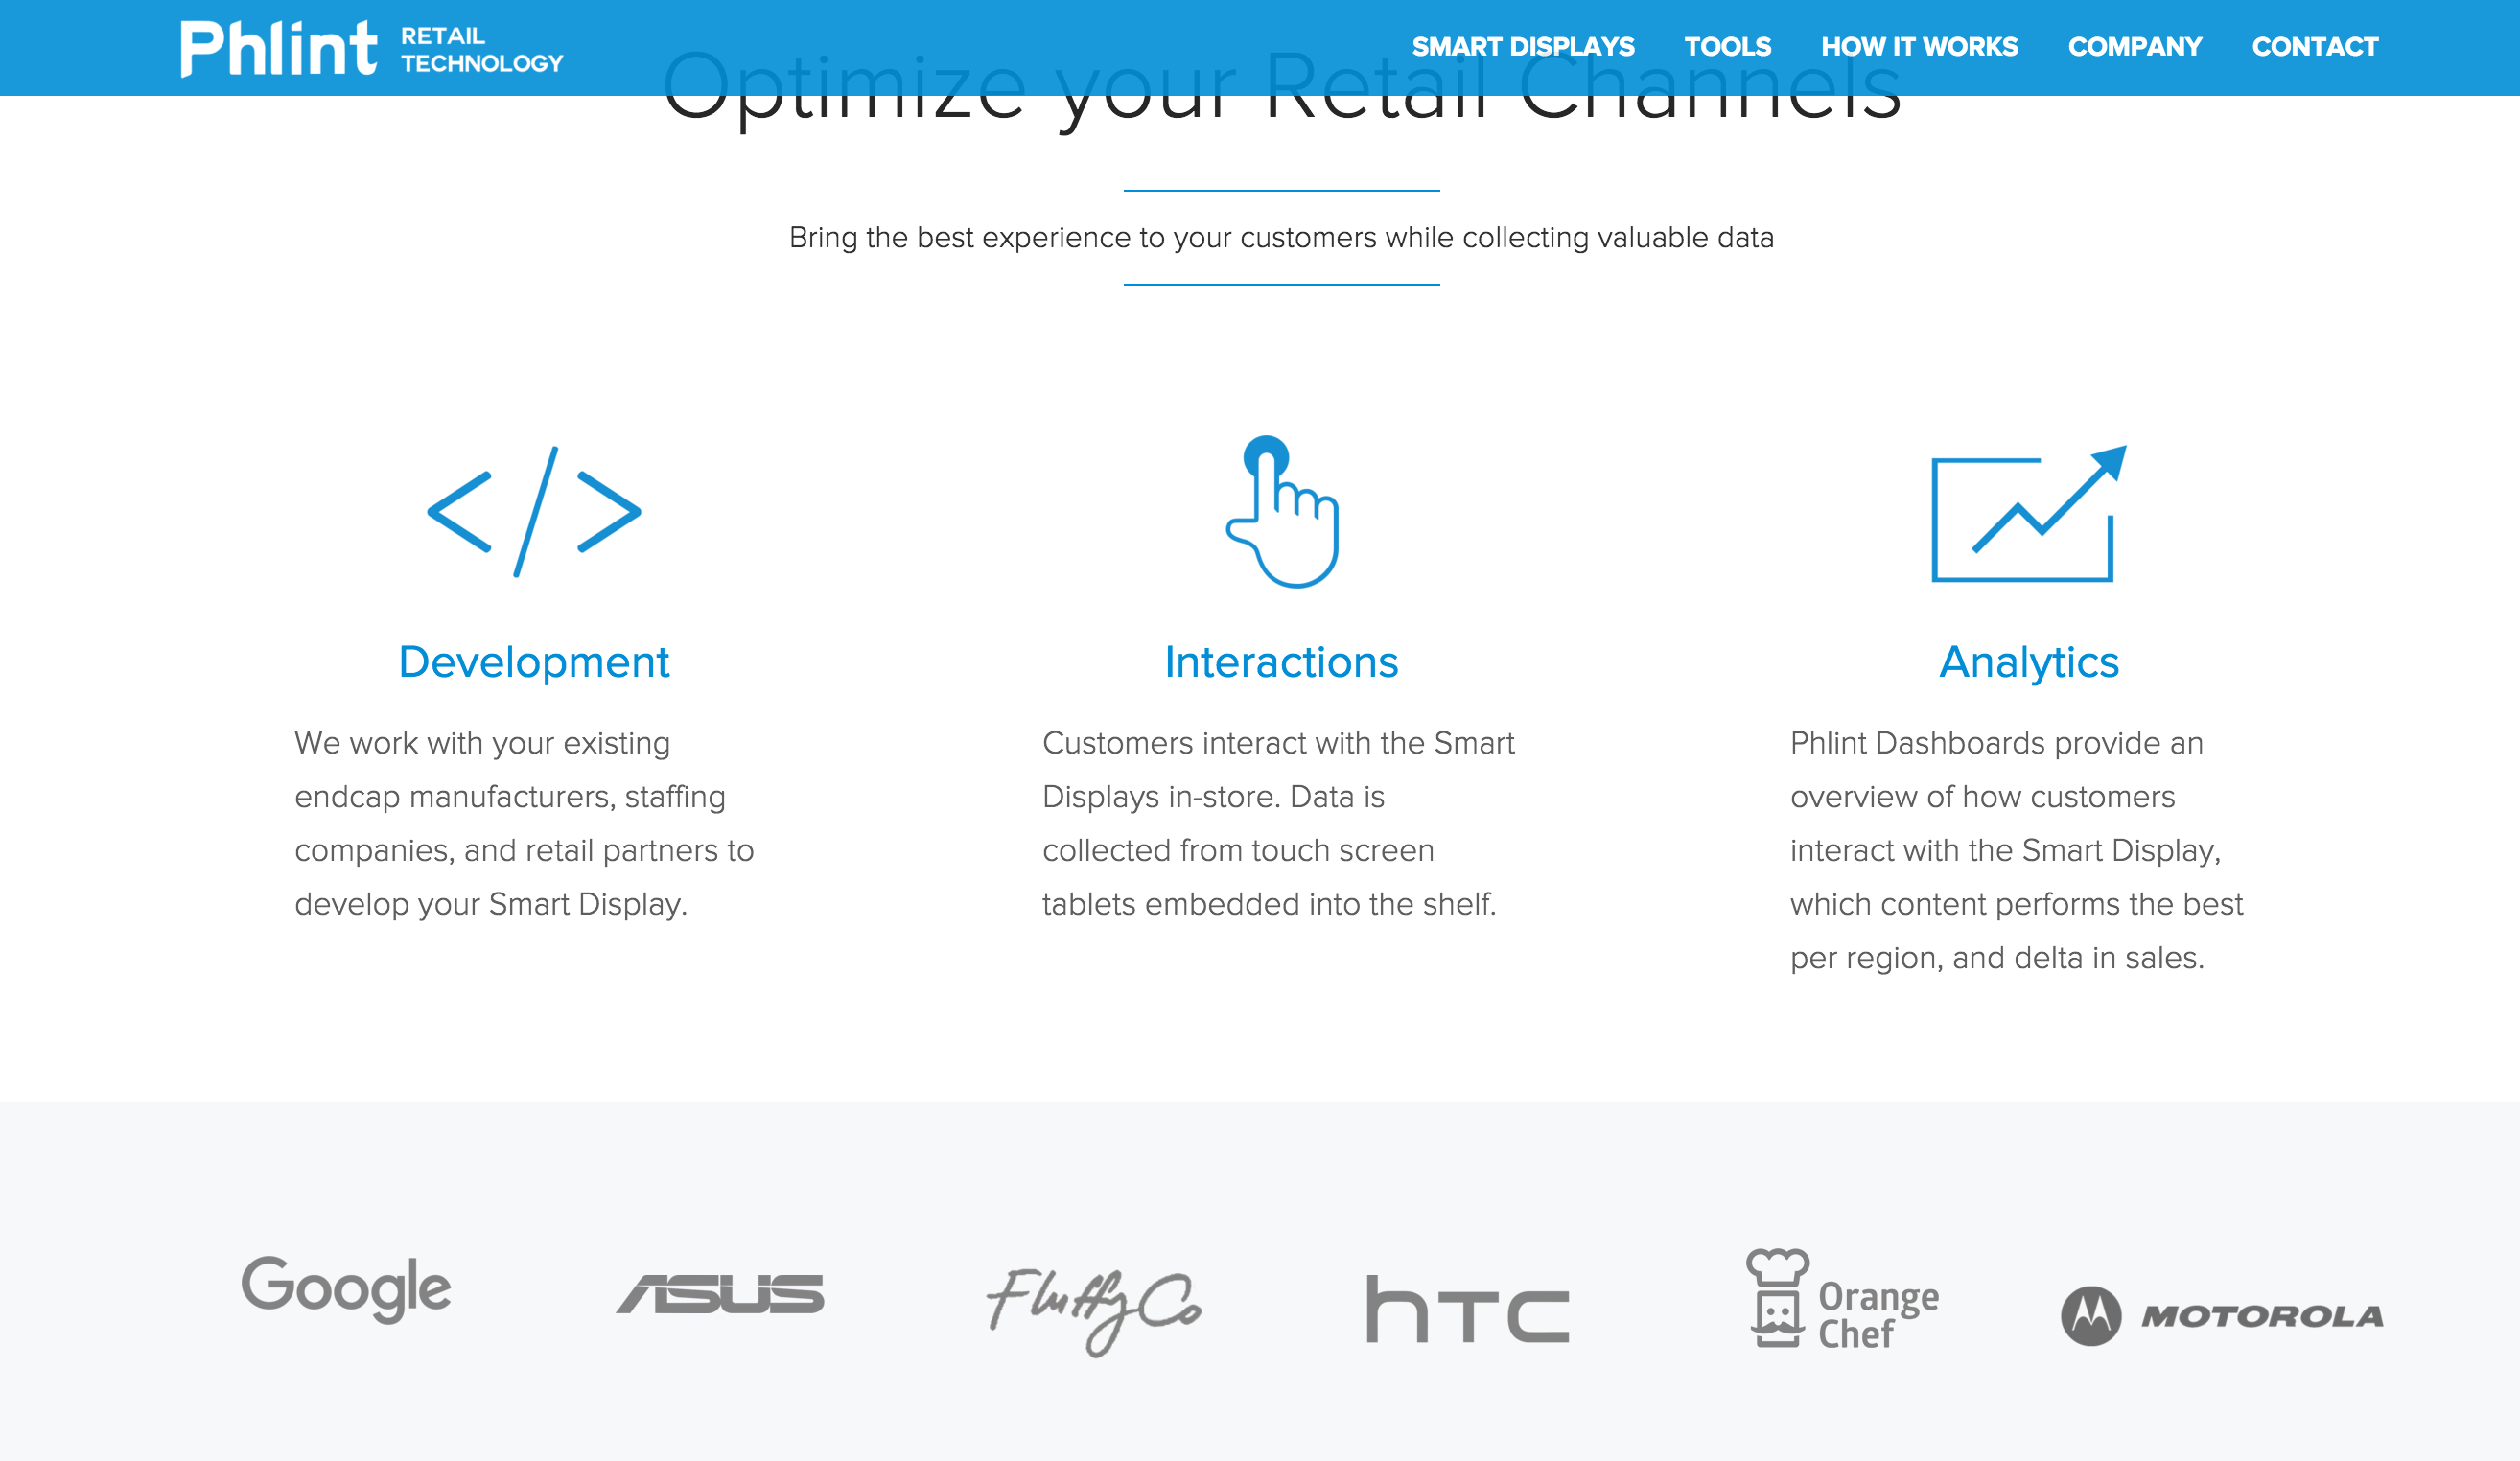 Phlint RETAIL
TECHNOLOGY
SMART DISPLAYS TOOLS HOW IT WORKS COMPANY CONTACT
Optimize your Retail Channels
Bring the best experience to your customers while collecting valuable data
Development
We work with your existing
endcap manufacturers, staffing
companies, and retail partners to
develop your Smart Display.
Interactions
Customers interact with the Smart
Displays in-store. Data is
collected from touch screen
tablets embedded into the shelf.
Analytics
Phlint Dashboards provide an
overview of how customers
interact with the Smart Display,
which content performs the best
per region, and delta in sales.
Google
ASUS
FluffyCo
hTC
Orange
Chef
MOTOROLA